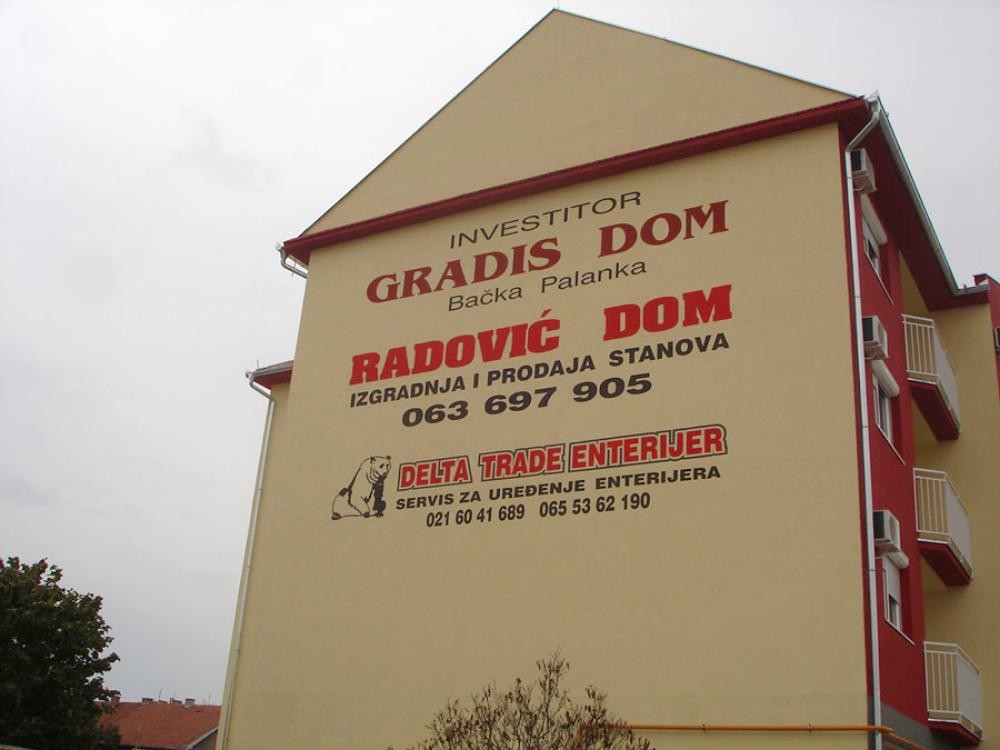 INVESTITOR
GRADIS DOM
Bačka Palanka
RADOVIĆ DOM
IZGRADNJA I PRODAJA STANOVA
063 697 905
DELTA TRADE ENTERIJER
SERVIS ZA UREĐENJE ENTERIJERA
021 60 41 689 065 53 62 190